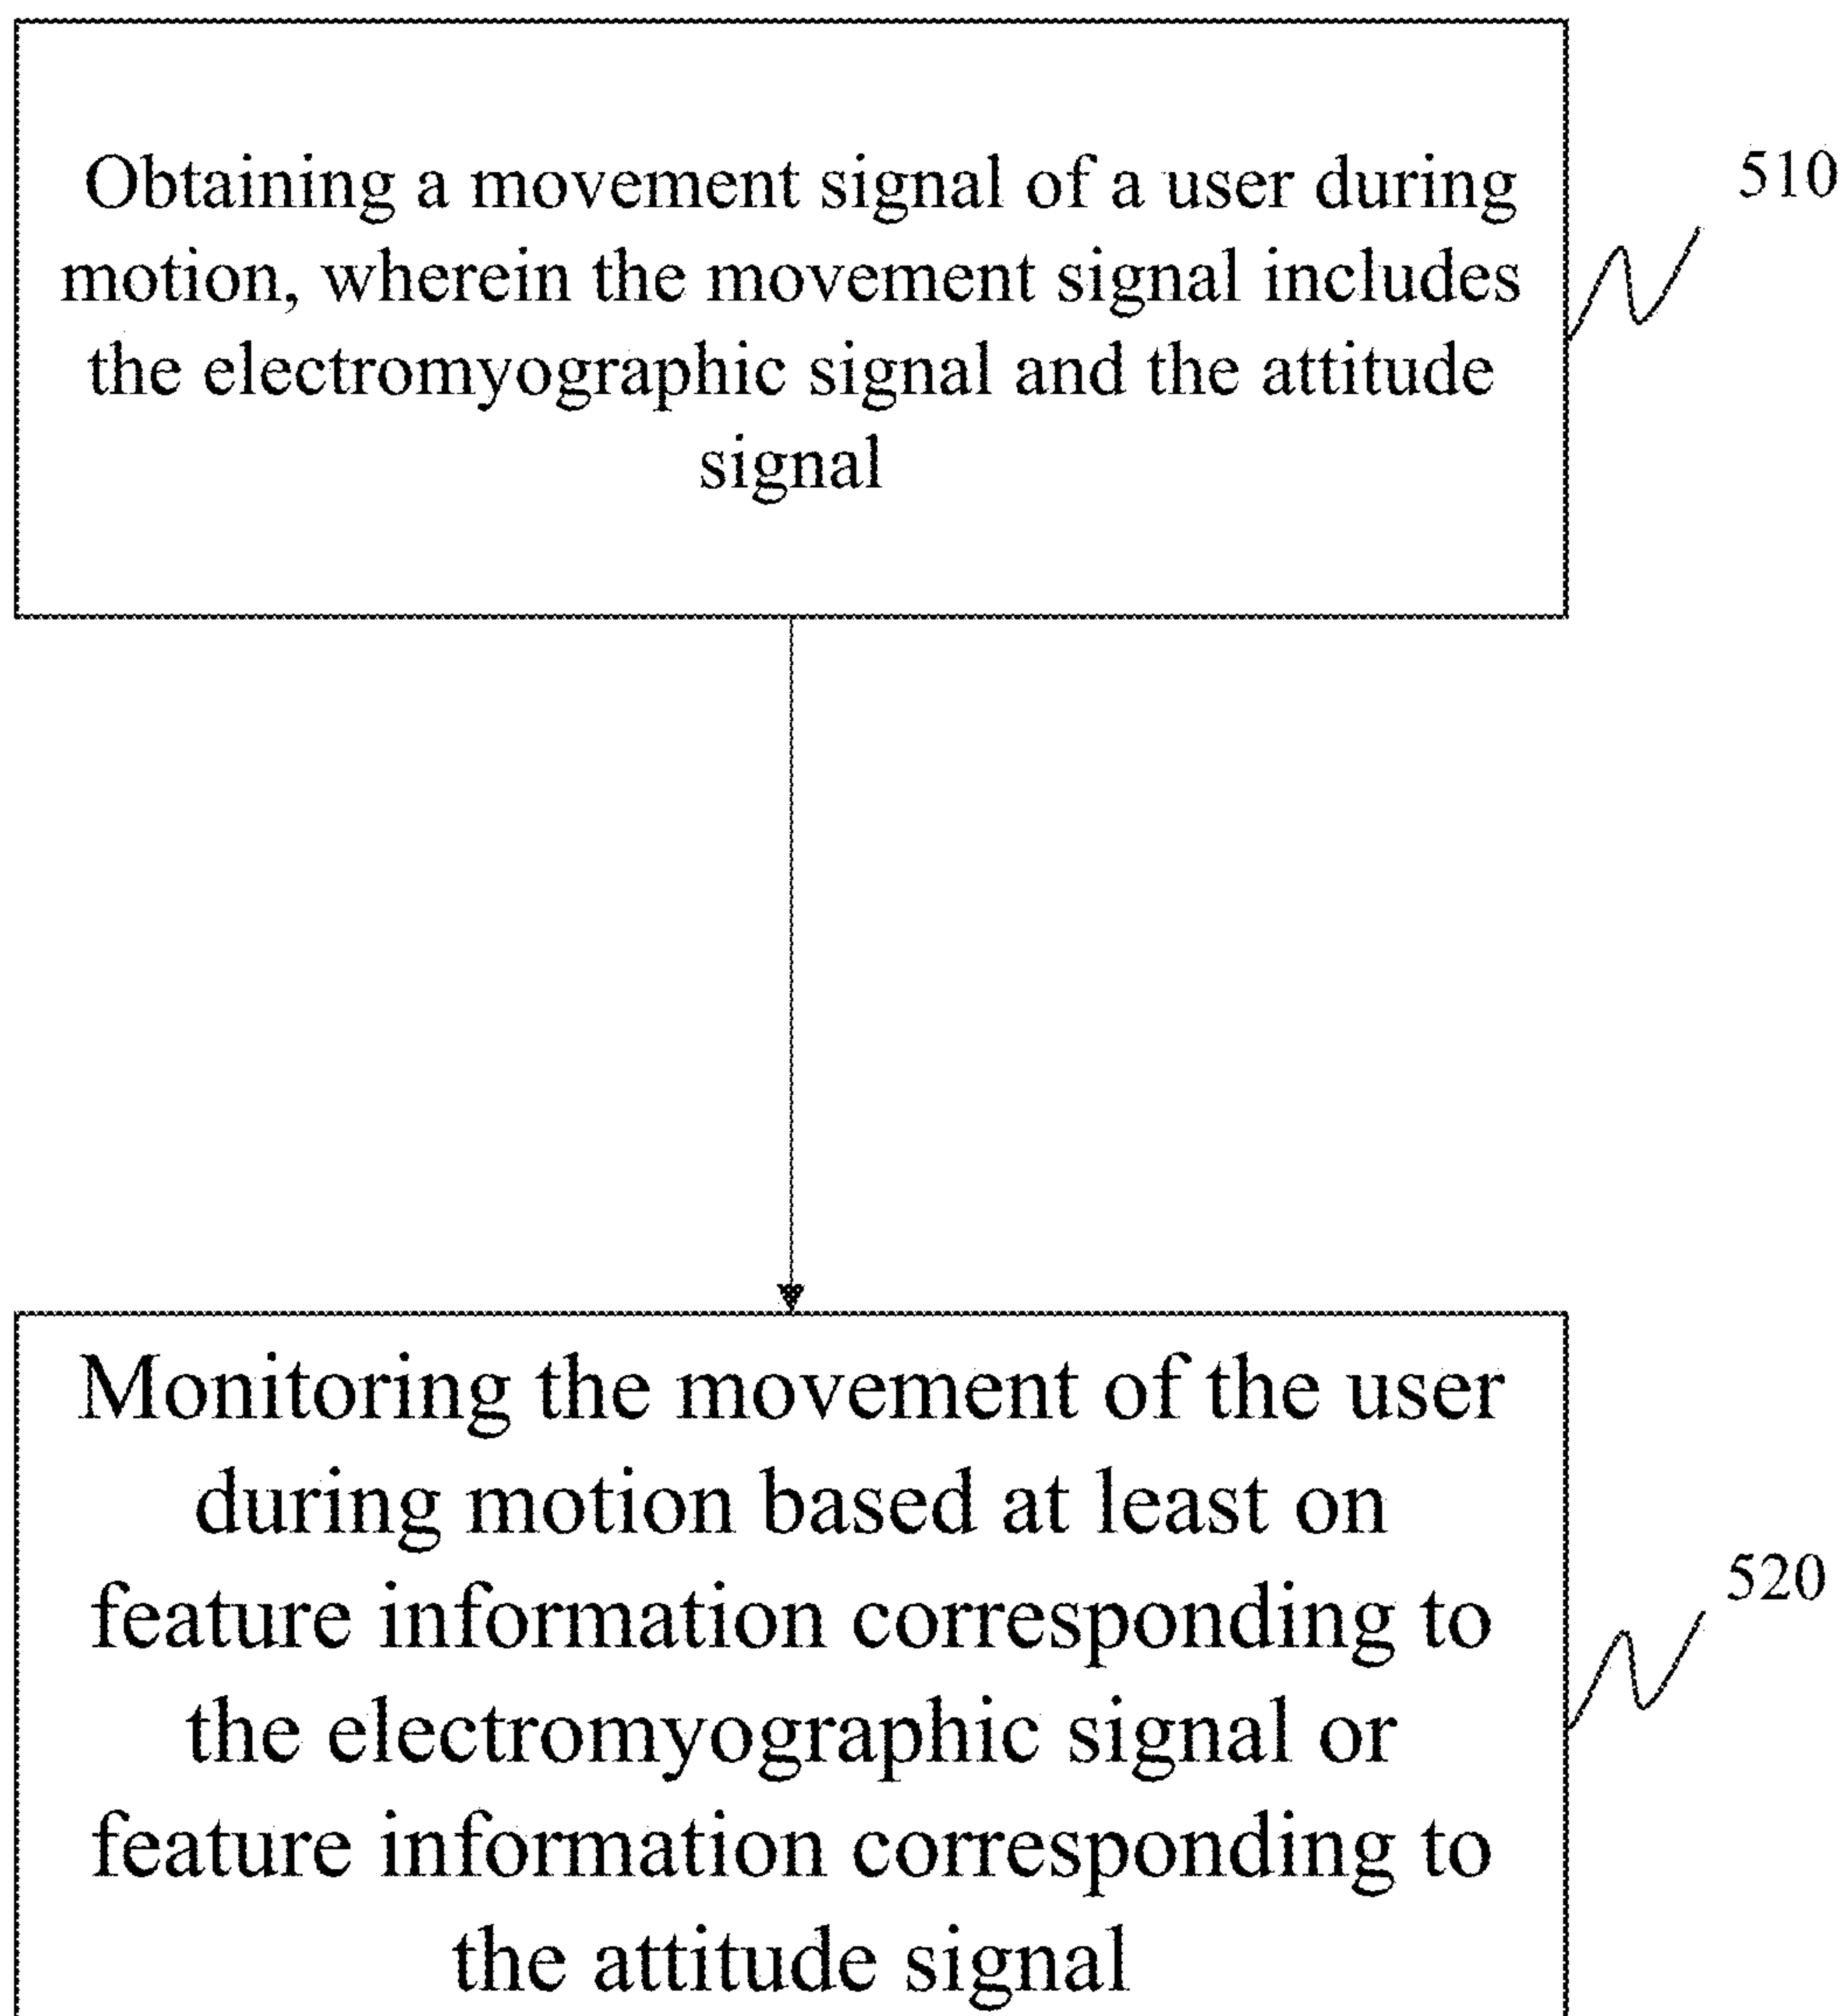 Obtaining a movement signal of a user during
motion, wherein the movement signal includes
the electromyographic signal and the attitude
signal
510
Monitoring the movement of the user
during motion based at least on
feature information corresponding to
the electromyographic signal or
feature information corresponding to
the attitude signal
520